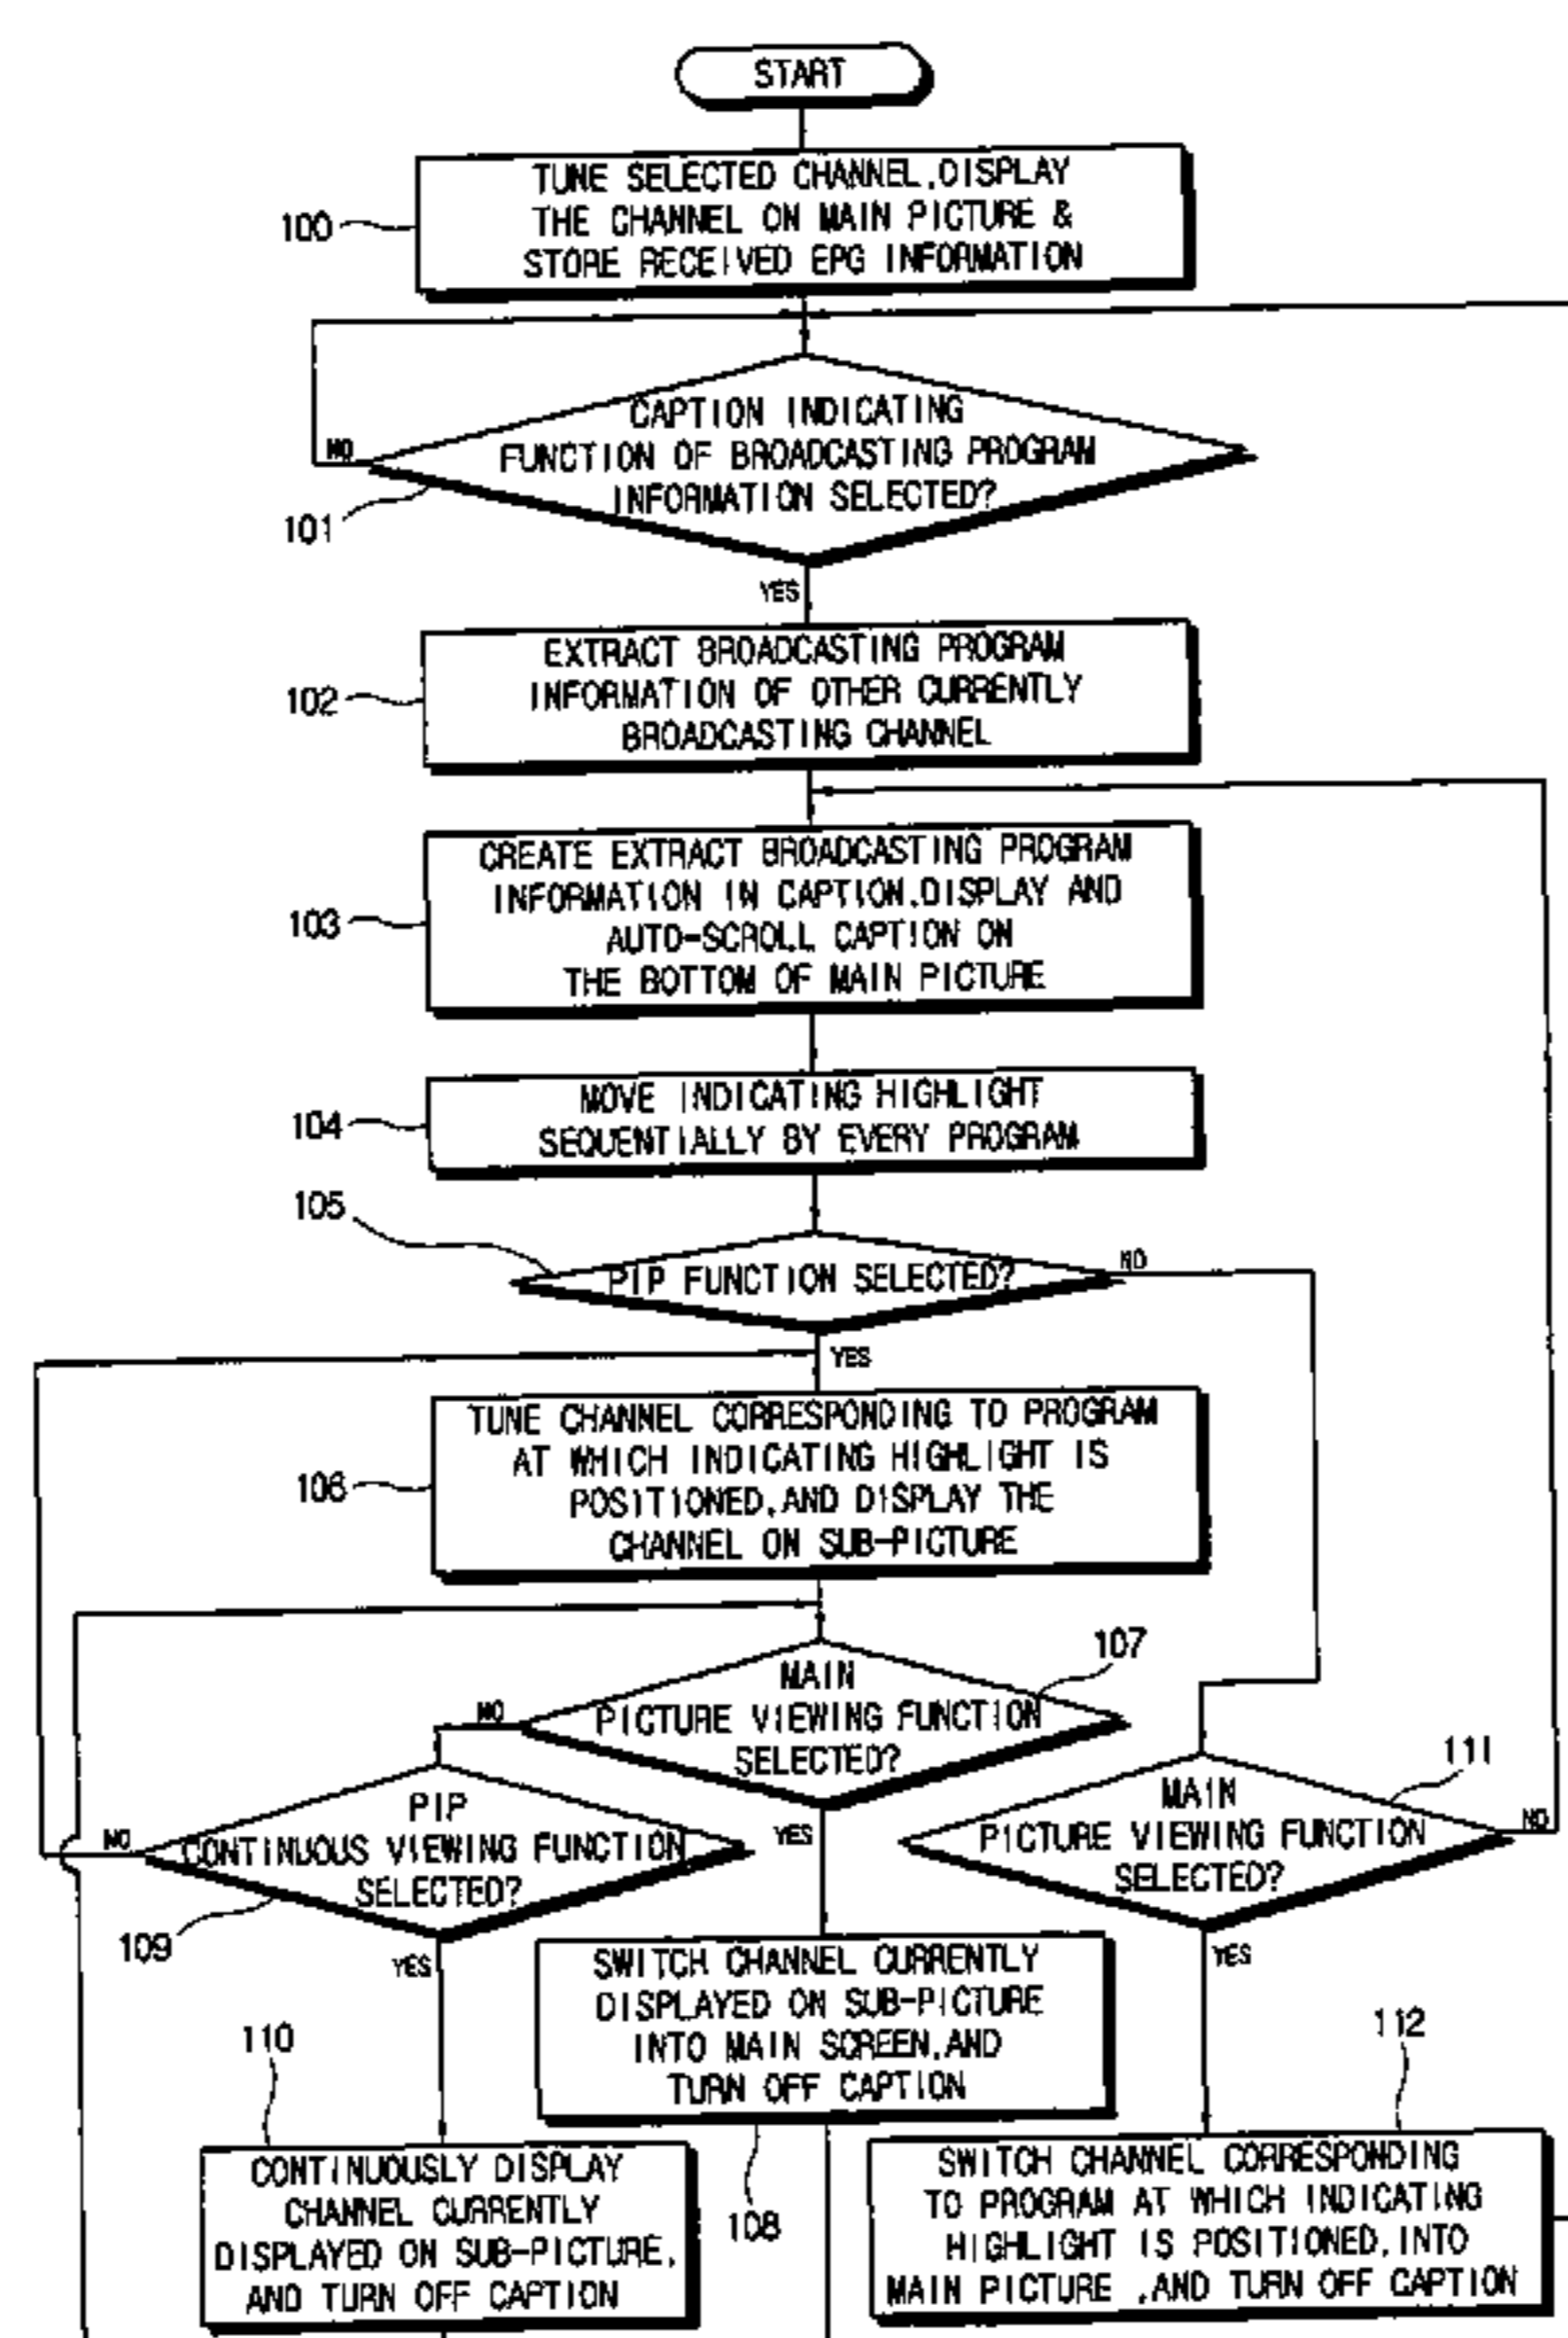 START
100
TUNE SELECTED CHANNEL,DISPLAY
THE CHANNEL ON MAIN PICTURE &
STORE RECEIVED EPG INFORMATION
NO
CAPTION INDICATING
FUNCTION OF BROADCASTING PROGRAM
INFORMATION SELECTED?
101
YES
102
EXTRACT BROADCASTING PROGRAM
INFORMATION OF OTHER CURRENTLY
BROADCASTING CHANNEL
103
CREATE EXTRACT BROADCASTING PROGRAM
INFORMATION IN CAPTION,DISPLAY AND
AUTO-SCROLL CAPTION ON
THE BOTTOM OF MAIN PICTURE
104
MOVE INDICATING HIGHLIGHT
SEQUENTIALLY BY EVERY PROGRAM
105
PIP FUNCTION SELECTED?
NO
YES
106
TUNE CHANNEL CORRESPONDING TO PROGRAM
AT WHICH INDICATING HIGHLIGHT IS
POSITIONED,AND DISPLAY THE
CHANNEL ON SUB-PICTURE
107
MAIN
PICTURE VIEWING FUNCTION
SELECTED?
NO
YES
PIP
CONTINUOUS VIEWING FUNCTION
SELECTED?
NO
109
YES
111
MAIN
PICTURE VIEWING FUNCTION
SELECTED?
NO
YES
SWITCH CHANNEL CURRENTLY
DISPLAYED ON SUB-PICTURE
INTO MAIN SCREEN,AND
TURN OFF CAPTION
108
110
CONTINUOUSLY DISPLAY
CHANNEL CURRENTLY
DISPLAYED ON SUB-PICTURE,
AND TURN OFF CAPTION
112
SWITCH CHANNEL CORRESPONDING
TO PROGRAM AT WHICH INDICATING
HIGHLIGHT IS POSITIONED,INTO
MAIN PICTURE ,AND TURN OFF CAPTION